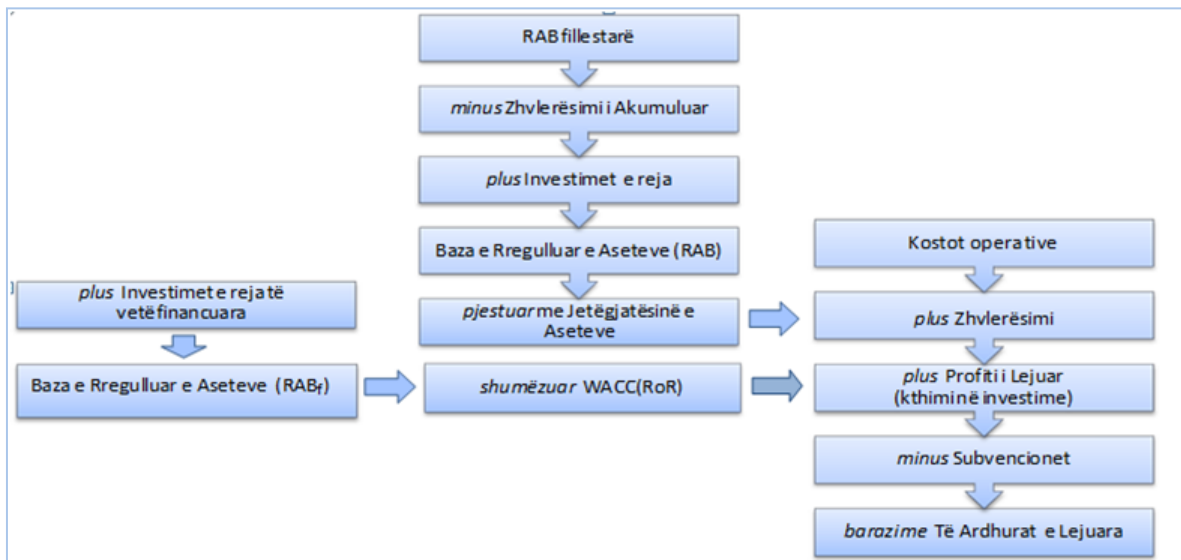 RAB fillestarë
minus Zhvlerësimi i Akumuluar
plus Investimet e reja
Baza e Rregulluar e Aseteve (RAB)
pjestuar me Jetëgjatësinë e
Aseteve
plus Investimet e reja të
vetëfinancuara
Baza e Rregulluar e Aseteve (RABf)
shumëzuar WACC(RoR)
Kostot operative
plus Zhvlerësimi
plus Profiti i Lejuar
(kthimi në investime)
minus Subvencionet
barazime Të Ardhurat e Lejuara